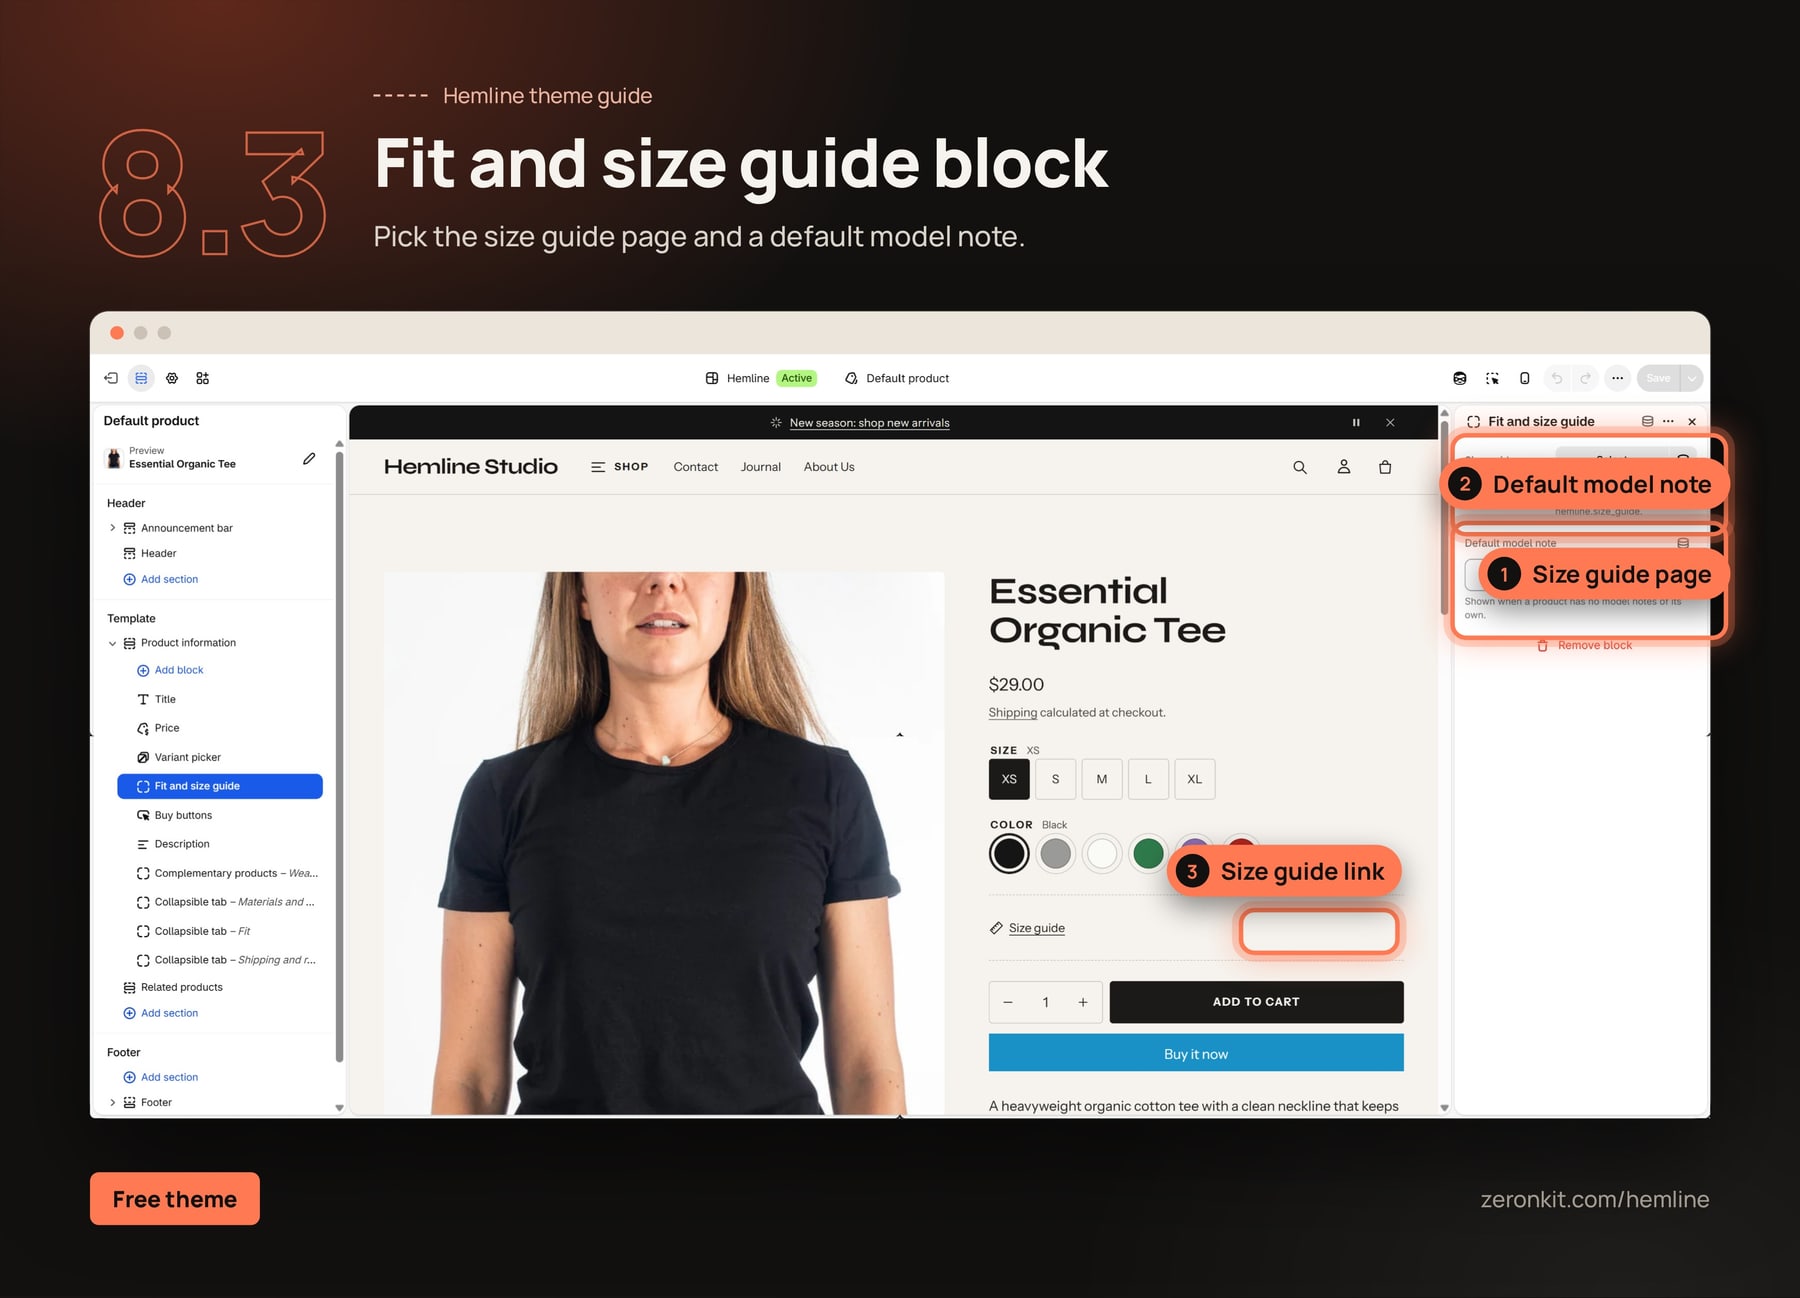 Hemline theme guide
8.3
Fit and size guide block
Pick the size guide page and a default model note.
Hemline
Active
Default product
Save
Default product
Preview
Essential Organic Tee
Header
Announcement bar
Header
Add section
Template
Product information
Add block
Title
Price
Variant picker
Fit and size guide
Buy buttons
Description
Complementary products – Wea...
Collapsible tab – Materials and ...
Collapsible tab – Fit
Collapsible tab – Shipping and r...
Related products
Add section
Footer
Add section
Footer
New season: shop new arrivals
Hemline Studio
SHOP
Contact
Journal
About Us
Essential
Organic Tee
$29.00
Shipping calculated at checkout.
SIZE XS
XS
S
M
L
XL
COLOR Black
3 Size guide link
Size guide
1
ADD TO CART
Buy it now
A heavyweight organic cotton tee with a clean neckline that keeps
Fit and size guide
2 Default model note
hemline.size_guide.
Default model note
1 Size guide page
Shown when a product has no model notes of its
own.
Remove block
Free theme
zeronkit.com/hemline